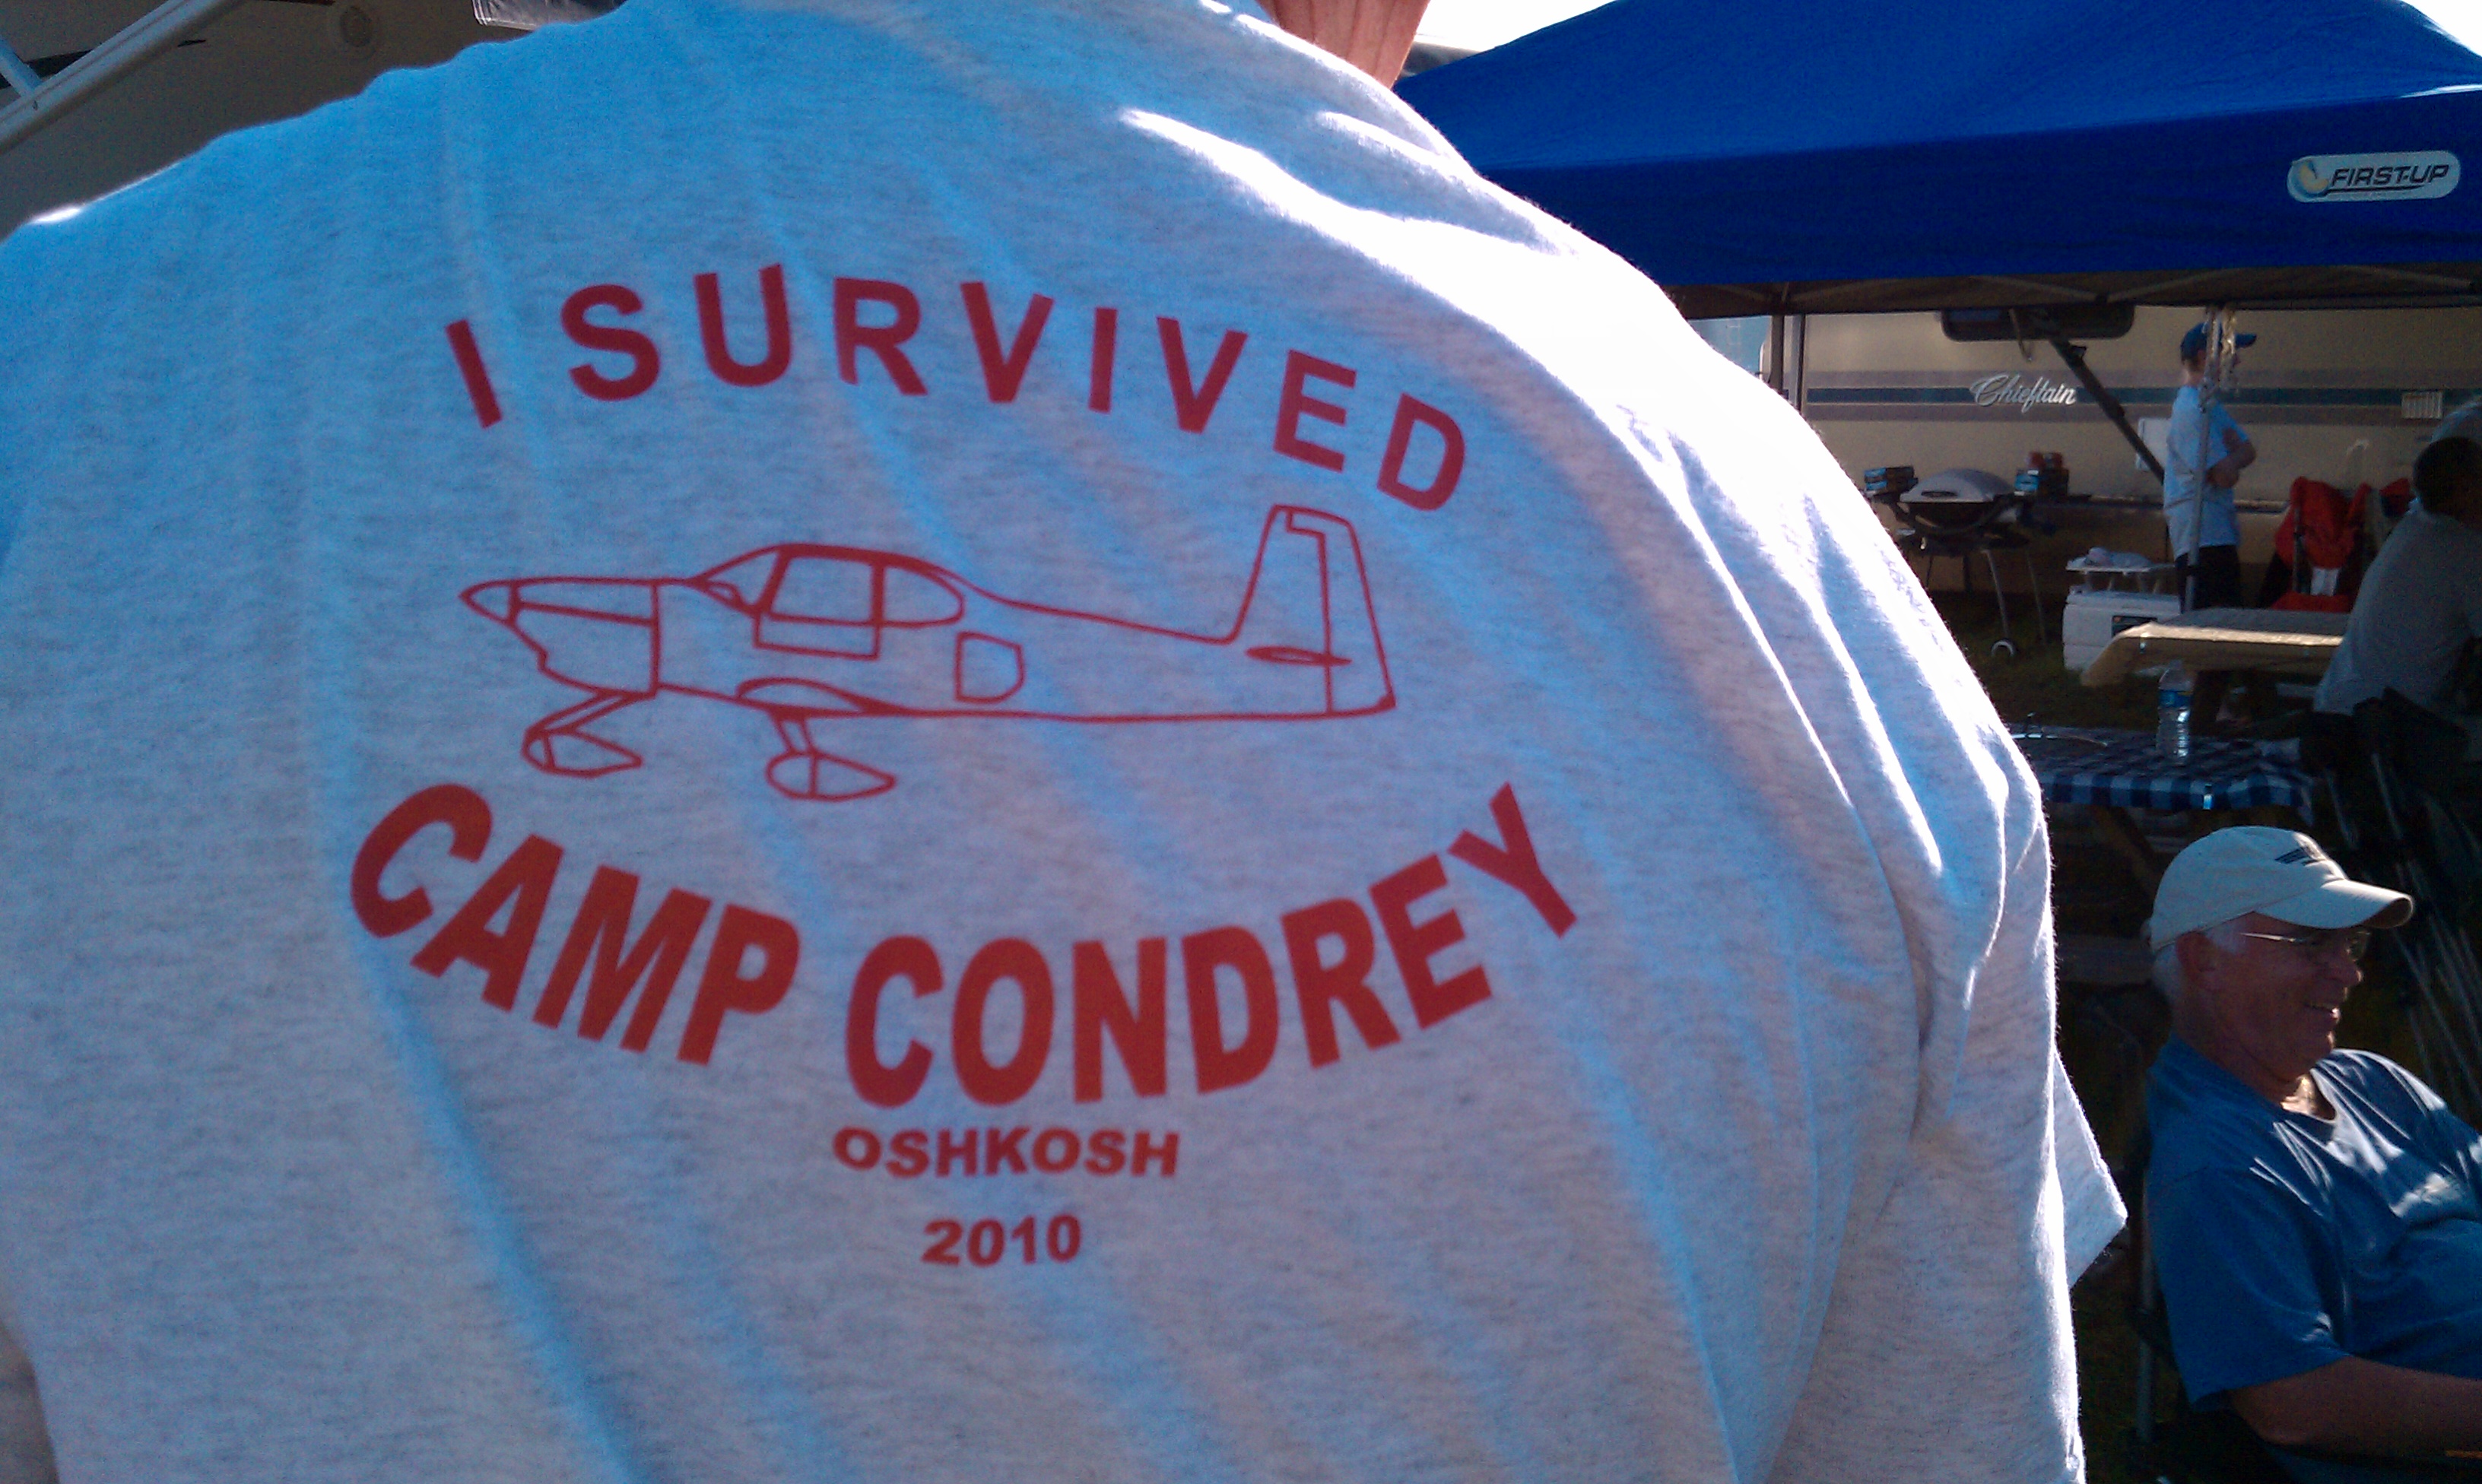 I SURVIVED
CAMP CONDREY
OSHKOSH
2010
FIRST-UP
Chieftain